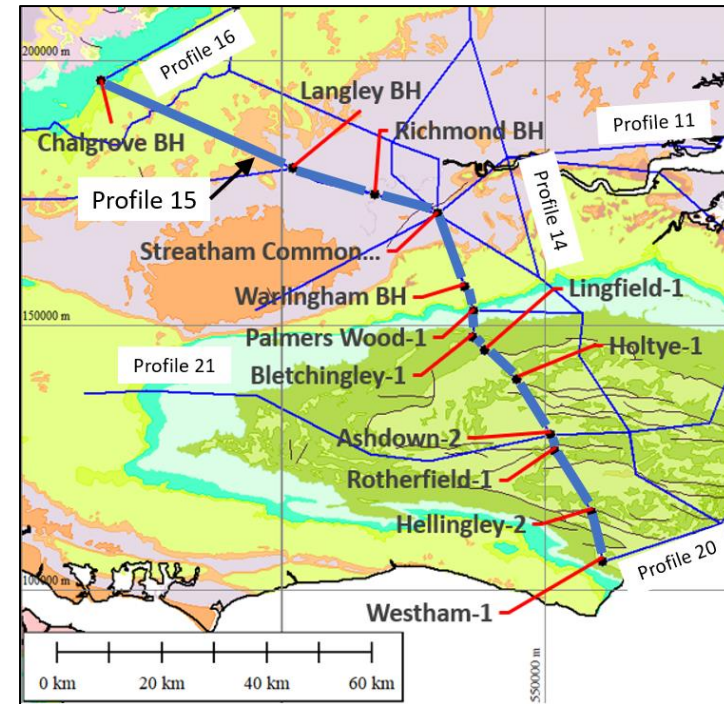 200000 m
Profile 16
Langley BH
Chalgrove BH
Richmond BH
Profile 11
Profile 15
Profile 14
Streatham Common...
Warlingham BH
Lingfield-1
150000 m
Palmers Wood-1
Holtye-1
Profile 21
Bletchingley-1
Ashdown-2
Rotherfield-1
Hellingley-2
Profile 20
100000 m
Westham-1
0 km 20 km 40 km 60 km
550000 m